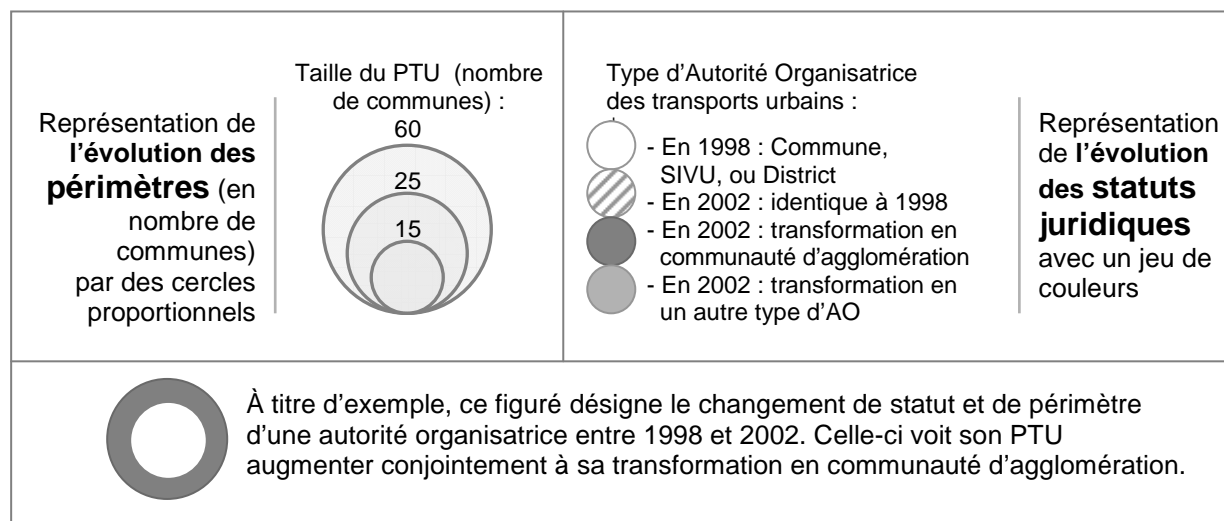 Représentation de
l'évolution des
périmètres (en
nombre de
communes)
par des cercles
proportionnels
Taille du PTU (nombre
de communes) :
60
25
15
Type d'Autorité Organisatrice
des transports urbains :
- En 1998 : Commune,
SIVU, ou District
- En 2002 : identique à 1998
- En 2002 : transformation en
communauté d'agglomération
- En 2002 : transformation en
un autre type d'AO
Représentation
de l'évolution
des statuts
juridiques
avec un jeu de
couleurs
À titre d'exemple, ce figuré désigne le changement de statut et de périmètre
d'une autorité organisatrice entre 1998 et 2002. Celle-ci voit son PTU
augmenter conjointement à sa transformation en communauté d'agglomération.